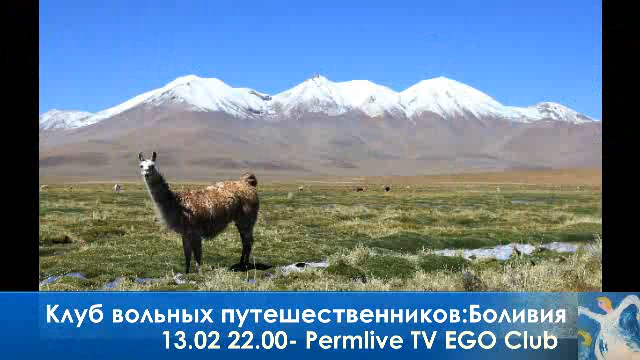 Клуб вольных путешественников:Боливия
13.02 22.00- Permlive TV EGO Club